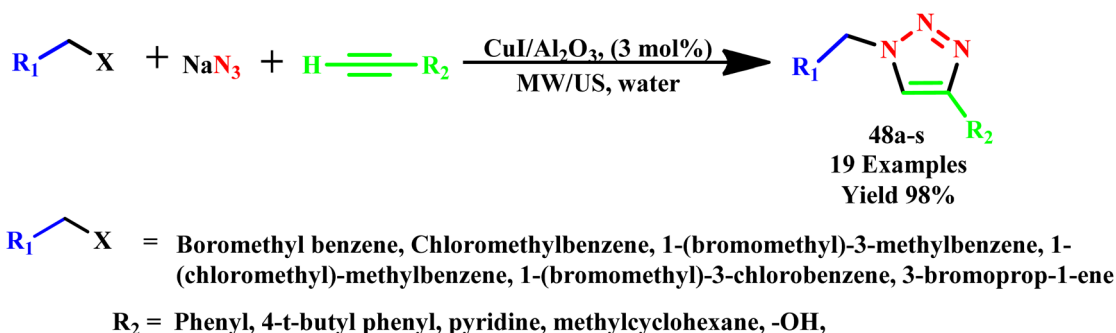 R₁ X + NaN₃ + H R₂ CuI/Al₂O₃, (3 mol%) R₁ N N N
MW/US, water
R₂
48a-s
19 Examples
Yield 98%
R₁ X = Boromethyl benzene, Chloromethylbenzene, 1-(bromomethyl)-3-methylbenzene, 1-
(chloromethyl)-methylbenzene, 1-(bromomethyl)-3-chlorobenzene, 3-bromoprop-1-ene
R₂ = Phenyl, 4-t-butyl phenyl, pyridine, methylcyclohexane, -OH,